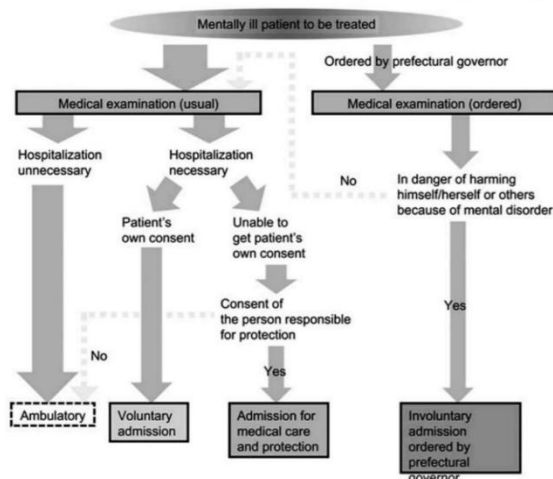 Mentally ill patient to be treated
Ordered by prefectural governor
Medical examination (usual)
Medical examination (ordered)
Hospitalization
unnecessary
Hospitalization
necessary
No
In danger of harming
himself/herself or others
because of mental disorder
Patient's
own consent
Unable to
get patient's
own consent
Consent of
the person responsible
for protection
Yes
No
Yes
Ambulatory
Voluntary
admission
Admission for
medical care
and protection
Involuntary
admission
ordered by
prefectural
governor